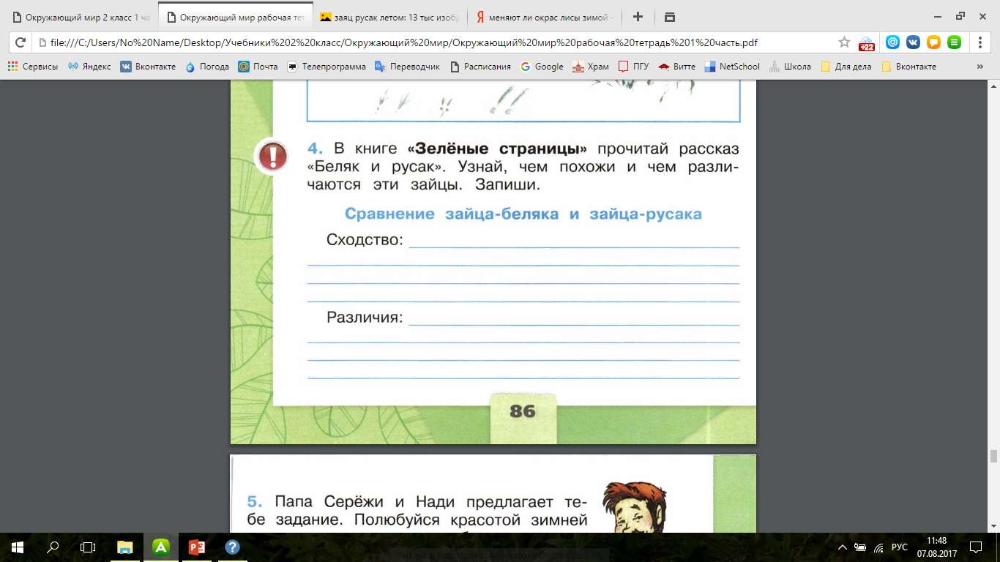 Окружающий мир 2 класс 1 ча
Окружающий мир рабочая тет
заяц русак летом: 13 тыс изобр
меняют ли окрас лисы зимой –
file:///C:/Users/No%20Name/Desktop/Учебники%202%20класс/Окружающий%20мир/Окружающий%20мир%20рабочая%20тетрадь%201%20часть.pdf
+22
Сервисы Яндекс Вконтакте Погода Почта Телепрограмма Переводчик Расписания Google Храм ПГУ Витте NetSchool Школа Для дела Вконтакте »
4. В книге «Зелёные страницы» прочитай рассказ
«Беляк и русак». Узнай, чем похожи и чем разли-
чаются эти зайцы. Запиши.
Сравнение зайца-беляка и зайца-русака
Сходство:
Различия:
86
5. Папа Серёжи и Нади предлагает те-
бе задание. Полюбуйся красотой зимней
РУС
11:48
07.08.2017